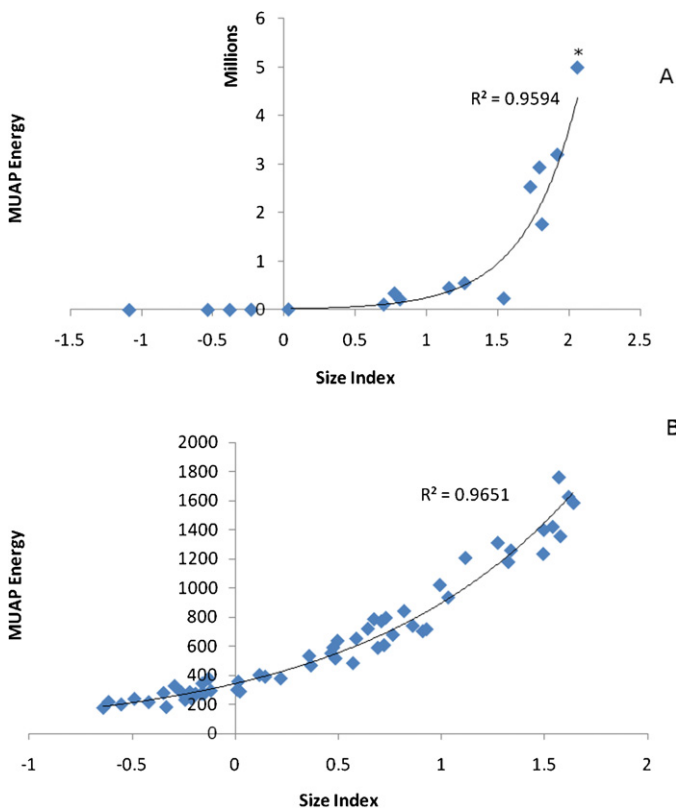 6
Millions
*
A
5
R² = 0.9594
4
MUAP Energy
3
2
1
0
-1.5 -1 -0.5 0 0.5 1 1.5 2 2.5
Size Index
B
2000
1800
R² = 0.9651
1600
1400
1200
MUAP Energy
1000
800
600
400
200
0
-1 -0.5 0 0.5 1 1.5 2
Size Index